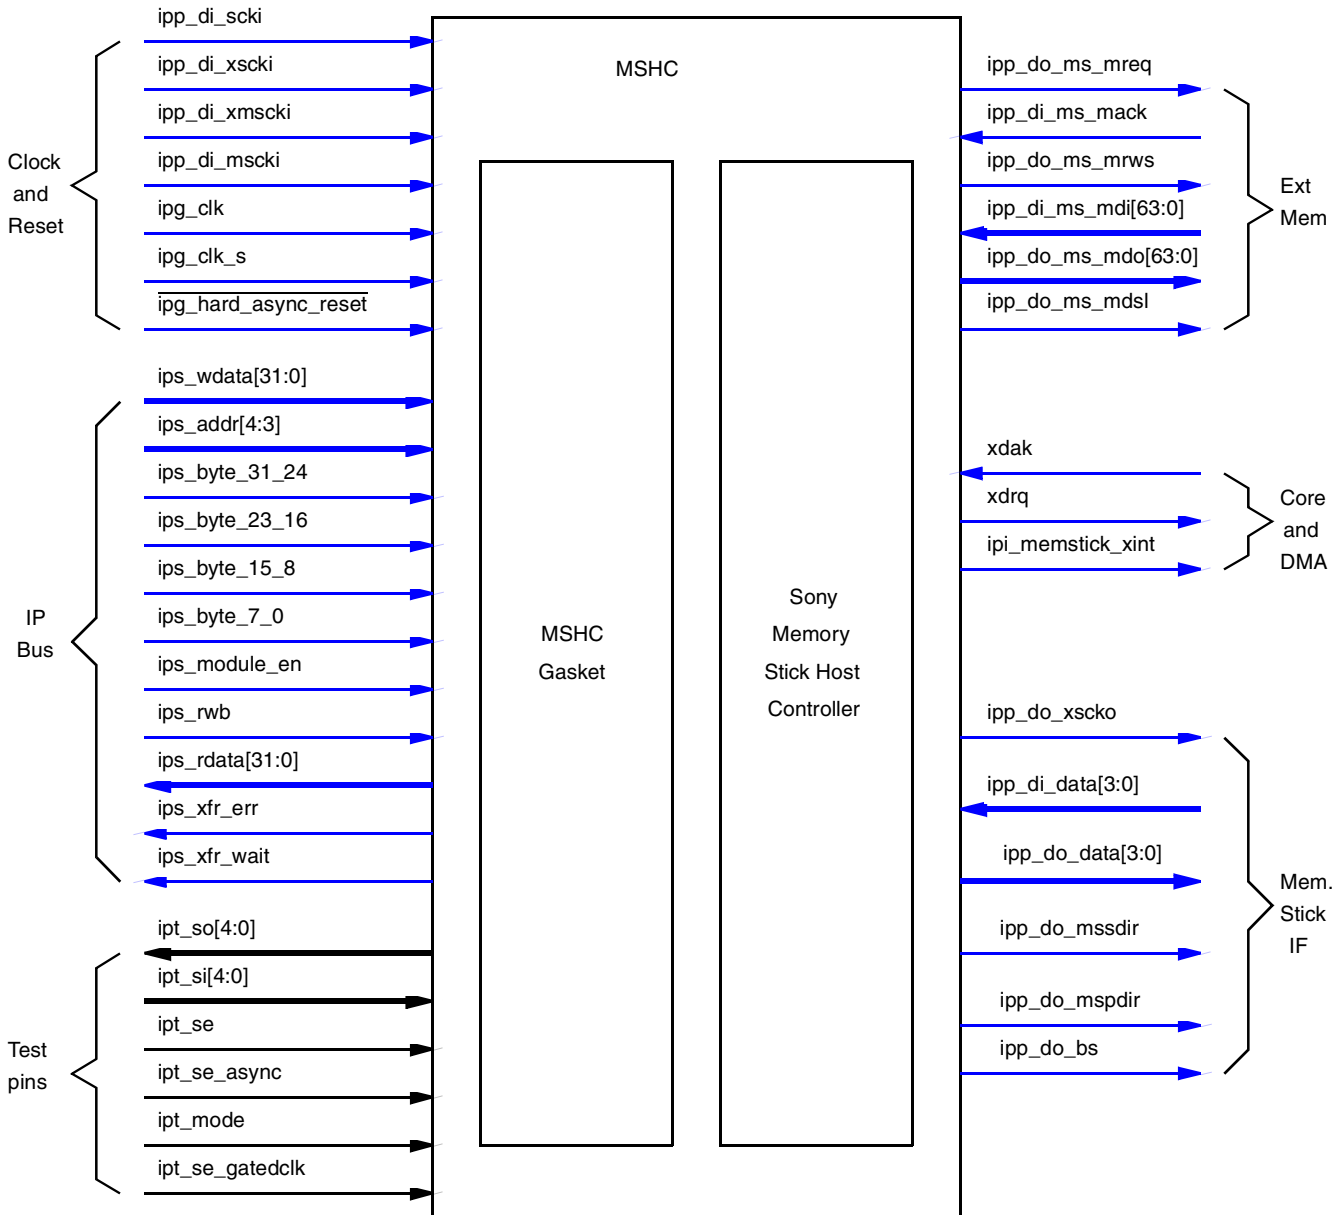 ipp_di_scki
ipp_di_xscki
ipp_di_xmscki
ipp_di_mscki
ipg_clk
ipg_clk_s
ipg_hard_async_reset
Clock
and
Reset
ips_wdata[31:0]
ips_addr[4:3]
ips_byte_31_24
ips_byte_23_16
ips_byte_15_8
ips_byte_7_0
ips_module_en
ips_rwb
ips_rdata[31:0]
ips_xfr_err
ips_xfr_wait
IP
Bus
ipt_so[4:0]
ipt_si[4:0]
ipt_se
ipt_se_async
ipt_mode
ipt_se_gatedclk
Test
pins
MSHC
MSHC
Gasket
Sony
Memory
Stick Host
Controller
ipp_do_ms_mreq
ipp_di_ms_mack
ipp_do_ms_mrws
ipp_di_ms_mdi[63:0]
ipp_do_ms_mdo[63:0]
ipp_do_ms_mdsl
Ext
Mem
xdak
xdrq
ipi_memstick_xint
Core
and
DMA
ipp_do_xscko
ipp_di_data[3:0]
ipp_do_data[3:0]
ipp_do_mssdir
ipp_do_mspdir
ipp_do_bs
Mem.
Stick
IF